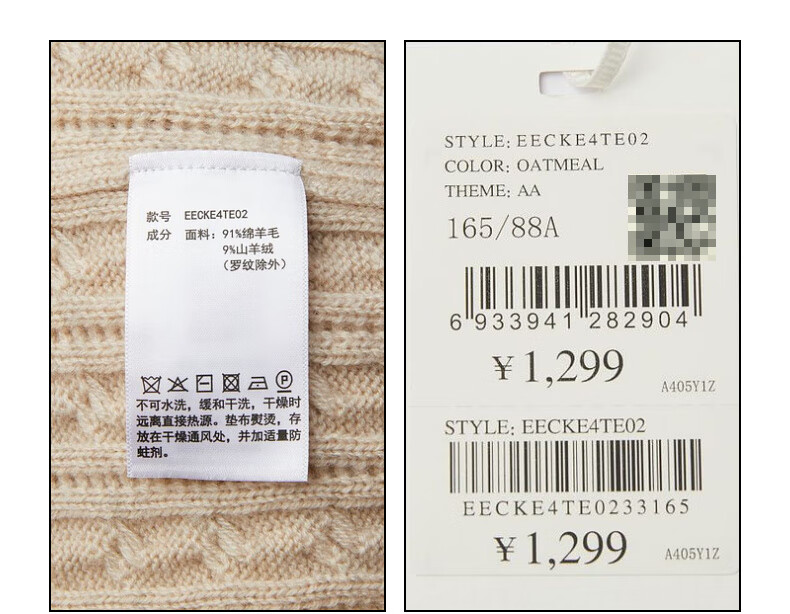 款号 EECKE4TE02
成分 面料：91%绵羊毛
9%山羊绒
（罗纹除外）
不可水洗，缓和干洗，干燥时
远离直接热源。垫布熨烫，存
放在干燥通风处，并加适量防
蛀剂。
STYLE: EECKE4TE02
COLOR: OATMEAL
THEME: AA
165/88A
6 933941 282904
¥1,299
A405Y1Z
STYLE: EECKE4TE02
EECKE4TE0233165
¥1,299
A405Y1Z